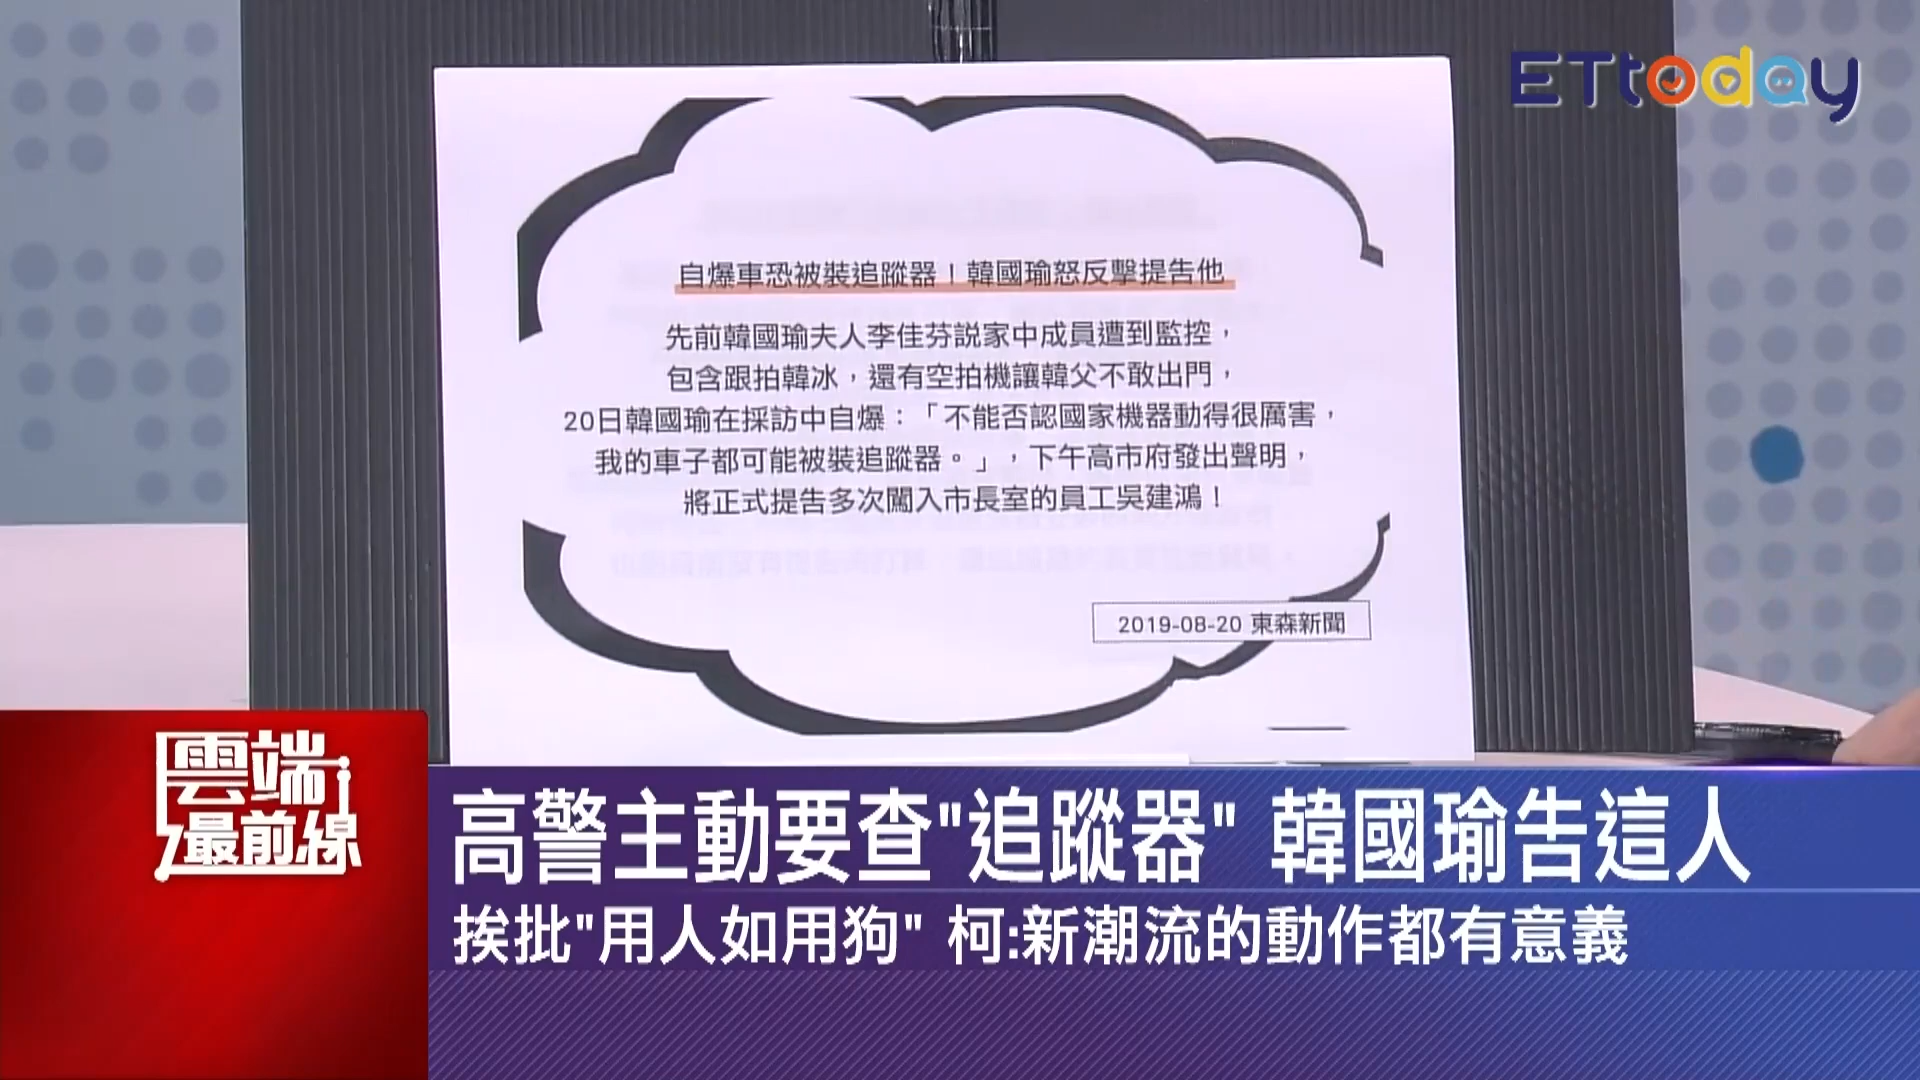 ETtoday
自爆車恐被裝追蹤器！韓國瑜怒反擊提告他
先前韓國瑜夫人李佳芬説家中成員遭到監控，
包含跟拍韓冰，還有空拍機讓韓父不敢出門，
20日韓國瑜在採訪中自爆：「不能否認國家機器動得很厲害，
我的車子都可能被裝追蹤器。」，下午高市府發出聲明，
將正式提告多次闖入市長室的員工吳建鴻！
2019-08-20 東森新聞
雲端
最前線
高警主動要查"追蹤器" 韓國瑜告這人
挨批"用人如用狗" 柯:新潮流的動作都有意義